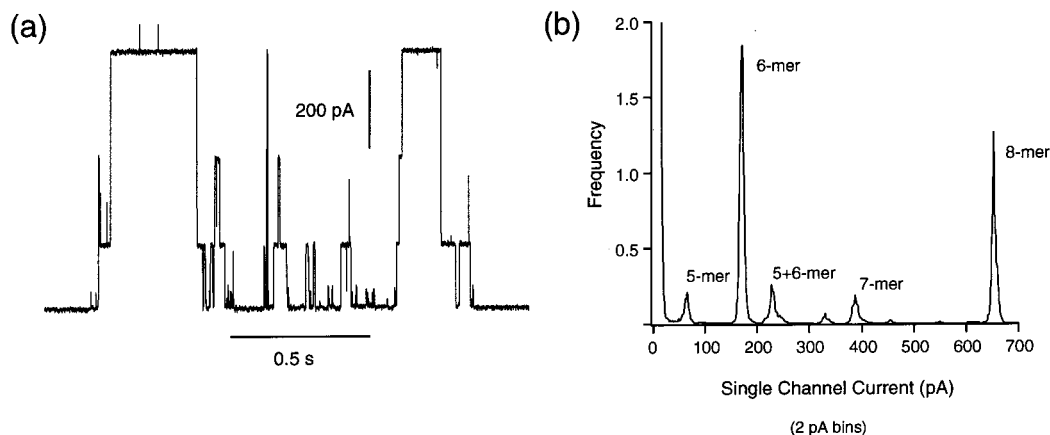 (a)
200 pA
0.5 s
(b)
2.0
1.5
1.0
0.5
Frequency
5-mer
6-mer
5+6-mer
7-mer
8-mer
0 100 200 300 400 500 600 700
Single Channel Current (pA)
(2 pA bins)